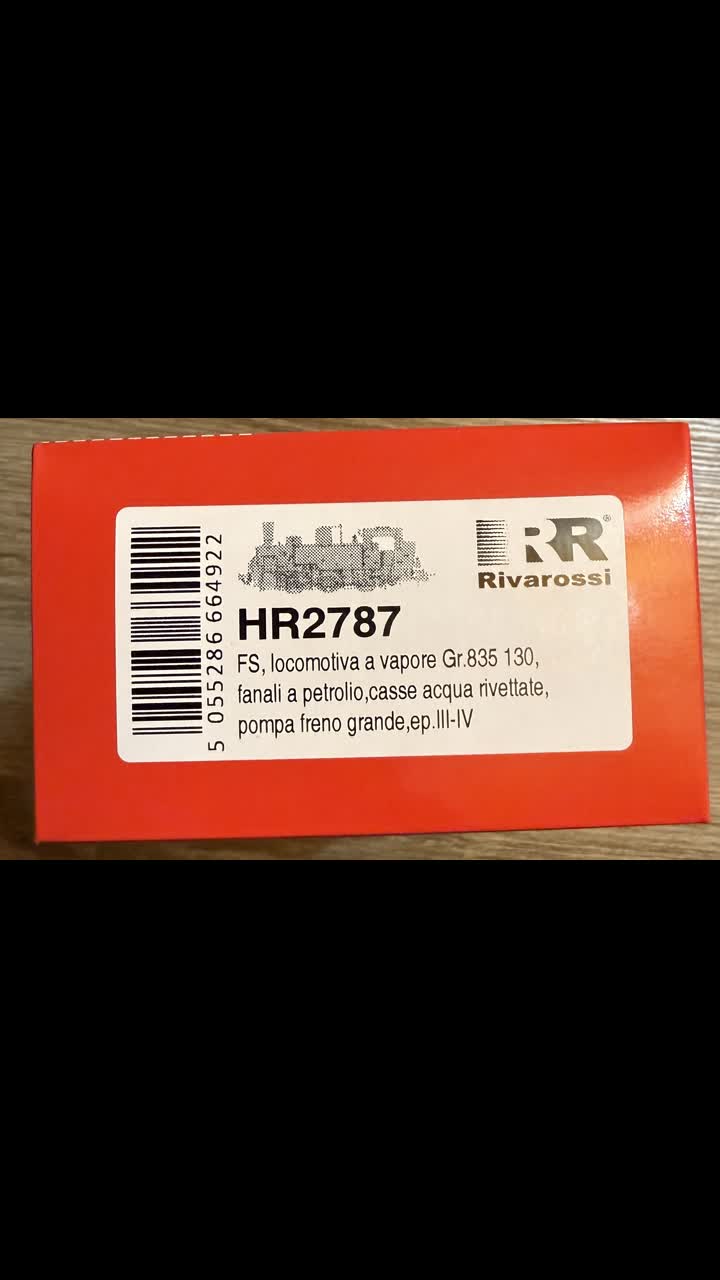 5 055286 664922
RR®
Rivarossi
HR2787
FS, locomotiva a vapore Gr.835 130,
fanali a petrolio,casse acqua rivettate,
pompa freno grande,ep.III-IV